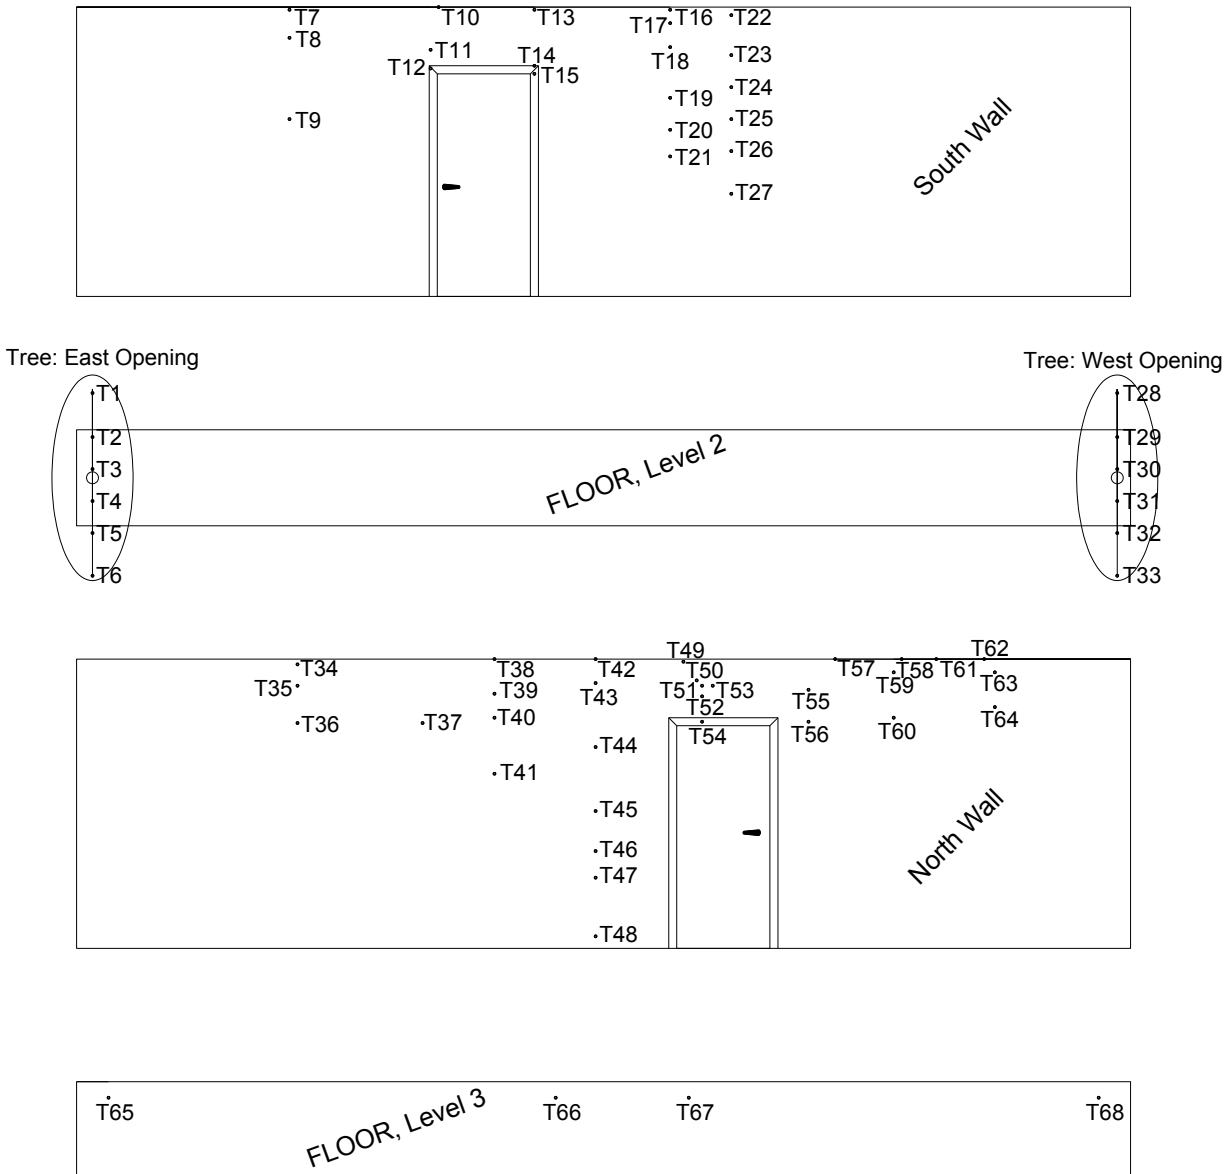 T7 T10 T13 T16 T22
T8 T17
T11 T14 T18 T23
T12 T15
T19 T24
T9 T20 T25
T21 T26
T27
South Wall
Tree: East Opening
Tree: West Opening
T1 T28
T2 T29
T3 T30
FLOOR, Level 2
T4 T31
T5 T32
T6 T33
T49 T62
T34 T38 T42 T50 T57 T58 T61
T35 T39 T43 T51 T53 T55 T59 T63
T36 T37 T40 T52 T64
T54 T56 T60
T44
T41
T45
T46
T47
T48
North Wall
T65 T66 T67 T68
FLOOR, Level 3